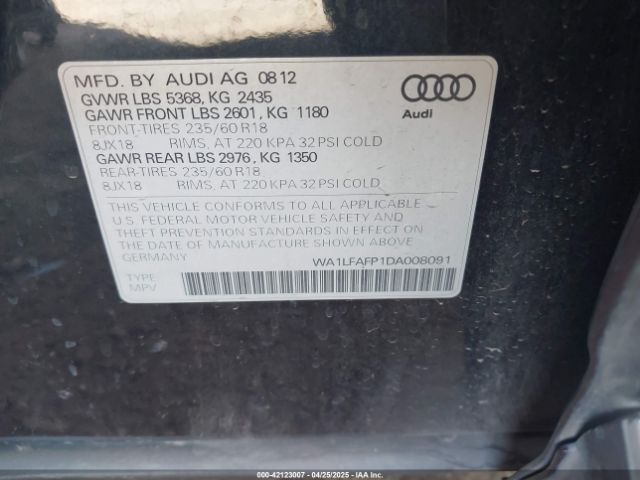 MFD. BY AUDI AG 08 12
GVWR LBS 5368, KG 2435
GAWR FRONT LBS 2601, KG 1180
FRONT-TIRES 235/60 R18
8JX18 RIMS, AT 220 KPA 32 PSI COLD
GAWR REAR LBS 2976, KG 1350
REAR-TIRES 235/60 R18
8JX18 RIMS, AT 220 KPA 32 PSI COLD
Audi
THIS VEHICLE CONFORMS TO ALL APPLICABLE
U.S. FEDERAL MOTOR VEHICLE SAFETY AND
THEFT PREVENTION STANDARDS IN EFFECT ON
THE DATE OF MANUFACTURE SHOWN ABOVE
GERMANY
WA1LFAFP1DA008091
TYPE:
MPV
000-42123007 - 04/25/2025 - IAA, Inc.